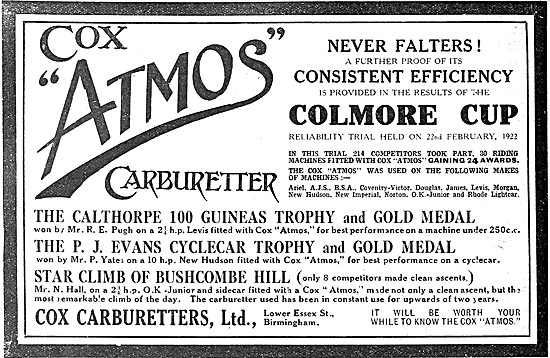 COX
"ATMOS"
CARBURETTER
NEVER FALTERS!
A FURTHER PROOF OF ITS
CONSISTENT EFFICIENCY
IS PROVIDED IN THE RESULTS OF THE
COLMORE CUP
RELIABILITY TRIAL HELD ON 22nd FEBRUARY, 1922
IN THIS TRIAL 214 COMPETITORS TOOK PART, 30 RIDING
MACHINES FITTED WITH COX "ATMOS" GAINING 24 AWARDS.
THE COX "ATMOS" WAS USED ON THE FOLLOWING MAKES
OF MACHINES :—
Ariel, A.J.S., B.S.A., Coventry-Victor, Douglas, James, Levis, Morgan,
New Hudson, New Imperial, Norton, O.K.-Junior and Rhode Lightcar.
THE CALTHORPE 100 GUINEAS TROPHY and GOLD MEDAL
won by Mr. R. E. Pugh on a 2¼ h.p. Levis fitted with Cox "Atmos," for best performance on a machine under 250c.c.
THE P. J. EVANS CYCLECAR TROPHY and GOLD MEDAL
won by Mr. P. Yates on a 10 h.p. New Hudson fitted with Cox "Atmos," for best performance on a cyclecar.
STAR CLIMB OF BUSHCOMBE HILL (only 8 competitors made clean ascents.)
Mr. N. Hall, on a 2¾ h.p. O.K.-Junior and sidecar fitted with a Cox "Atmos," made not only a clean ascent, but the
most remarkable climb of the day. The carburetter used has been in constant use for upwards of two years.
COX CARBURETTERS, Ltd., Lower Essex St., Birmingham.
IT WILL BE WORTH YOUR
WHILE TO KNOW THE COX "ATMOS."